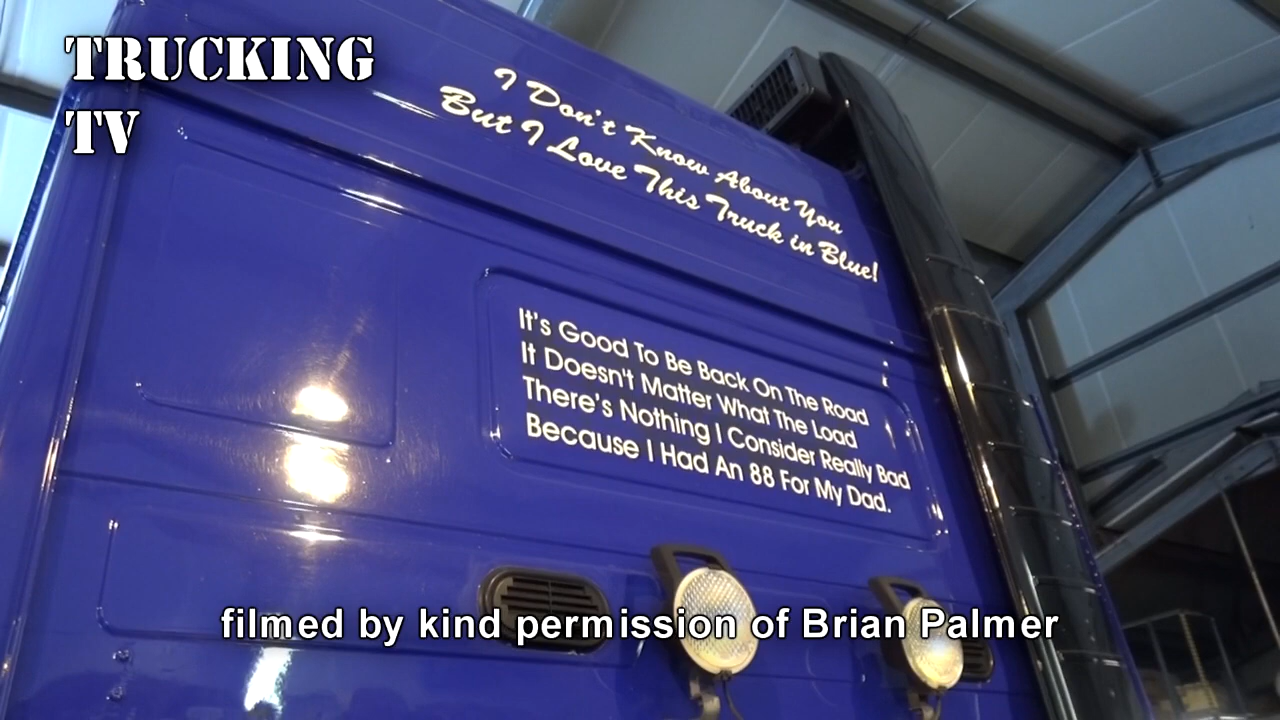 TRUCKING
TV
I Don't Know About You
But I Love This Truck in Blue!
It's Good To Be Back On The Road
It Doesn't Matter What The Load
There's Nothing I Consider Really Bad
Because I Had An 88 For My Dad.
filmed by kind permission of Brian Palmer